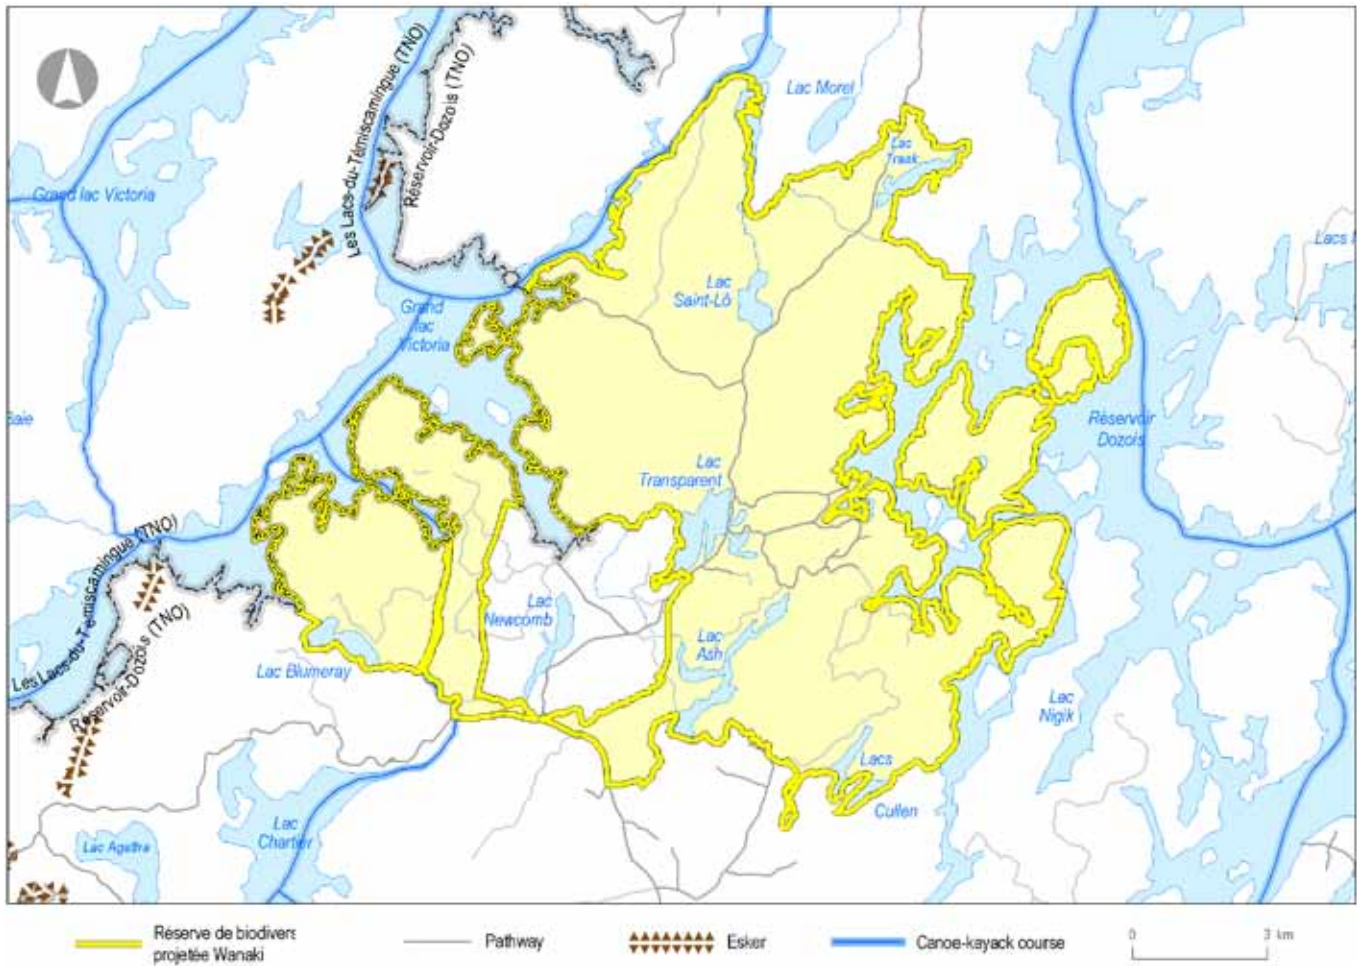 Les Lacs-du-Témiscamingue (TNO)
Réservoir-Dozois (TNO)
Lac Morel
Lac
Grand lac Victoria
Lacs
Lac
Saint-Lô
Grand
lac
Victoria
Baie
Réservoir
Dozois
Lac
Transparent
Les Lacs-du-Témiscamingue (TNO)
Réservoir-Dozois (TNO)
Lac
Newcomb
Lac
Ash
Lac Blumeray
Lac
Nigik
Lacs
Cullen
Lac
Chartier
Lac Agathe
Réserve de biodivers
projetée Wanaki
Pathway
Esker
Canoe-kayack course
0
3 km